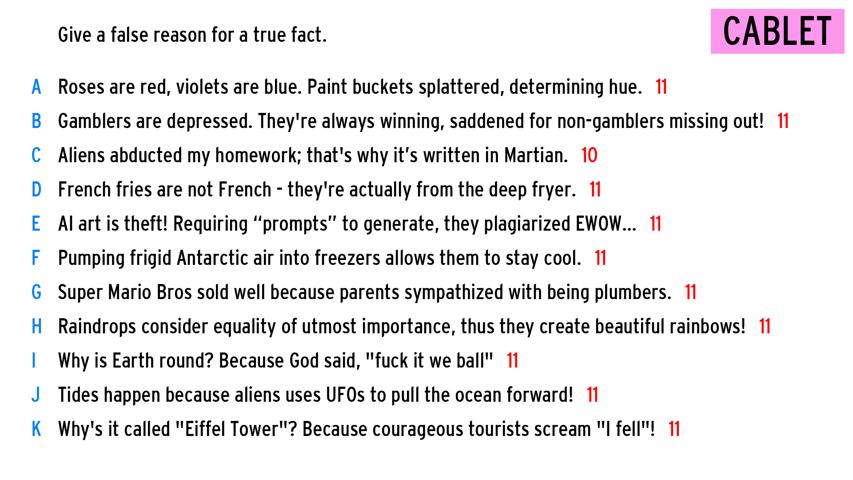 Give a false reason for a true fact.
CABLET
A Roses are red, violets are blue. Paint buckets splattered, determining hue. 11
B Gamblers are depressed. They're always winning, saddened for non-gamblers missing out! 11
C Aliens abducted my homework; that's why it’s written in Martian. 10
D French fries are not French - they're actually from the deep fryer. 11
E AI art is theft! Requiring “prompts” to generate, they plagiarized EWOW... 11
F Pumping frigid Antarctic air into freezers allows them to stay cool. 11
G Super Mario Bros sold well because parents sympathized with being plumbers. 11
H Raindrops consider equality of utmost importance, thus they create beautiful rainbows! 11
I Why is Earth round? Because God said, "fuck it we ball" 11
J Tides happen because aliens uses UFOs to pull the ocean forward! 11
K Why's it called "Eiffel Tower"? Because courageous tourists scream "I fell"! 11